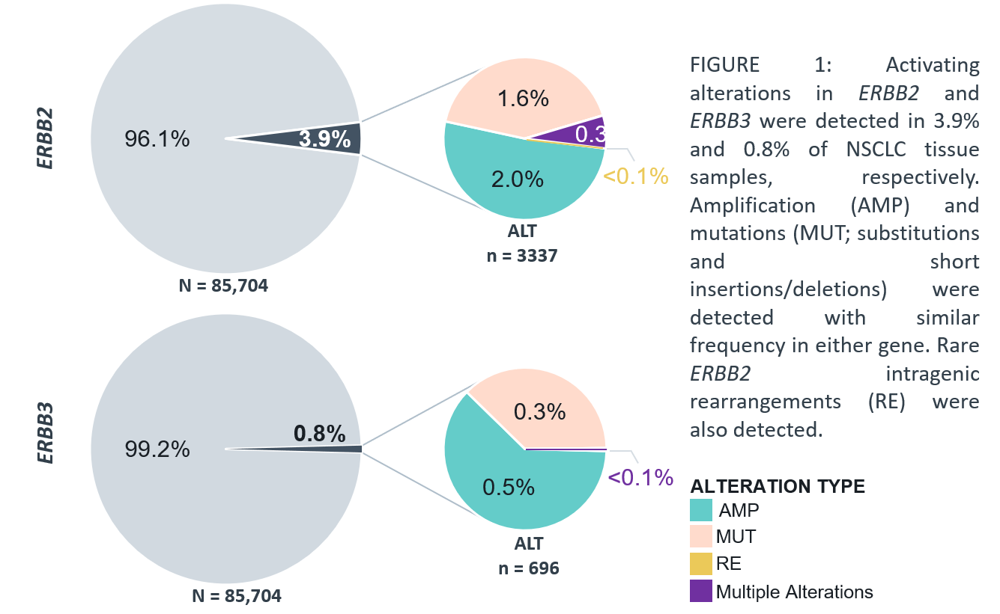 ERBB2
96.1%
3.9%
N = 85,704
1.6%
0.3
<0.1%
2.0%
ALT
n = 3337
ERBB3
99.2%
0.8%
N = 85,704
0.3%
<0.1%
0.5%
ALT
n = 696
FIGURE 1: Activating
alterations in ERBB2 and
ERBB3 were detected in 3.9%
and 0.8% of NSCLC tissue
samples, respectively.
Amplification (AMP) and
mutations (MUT; substitutions
and short
insertions/deletions) were
detected with similar
frequency in either gene. Rare
ERBB2 intragenic
rearrangements (RE) were
also detected.
ALTERATION TYPE
AMP
MUT
RE
Multiple Alterations